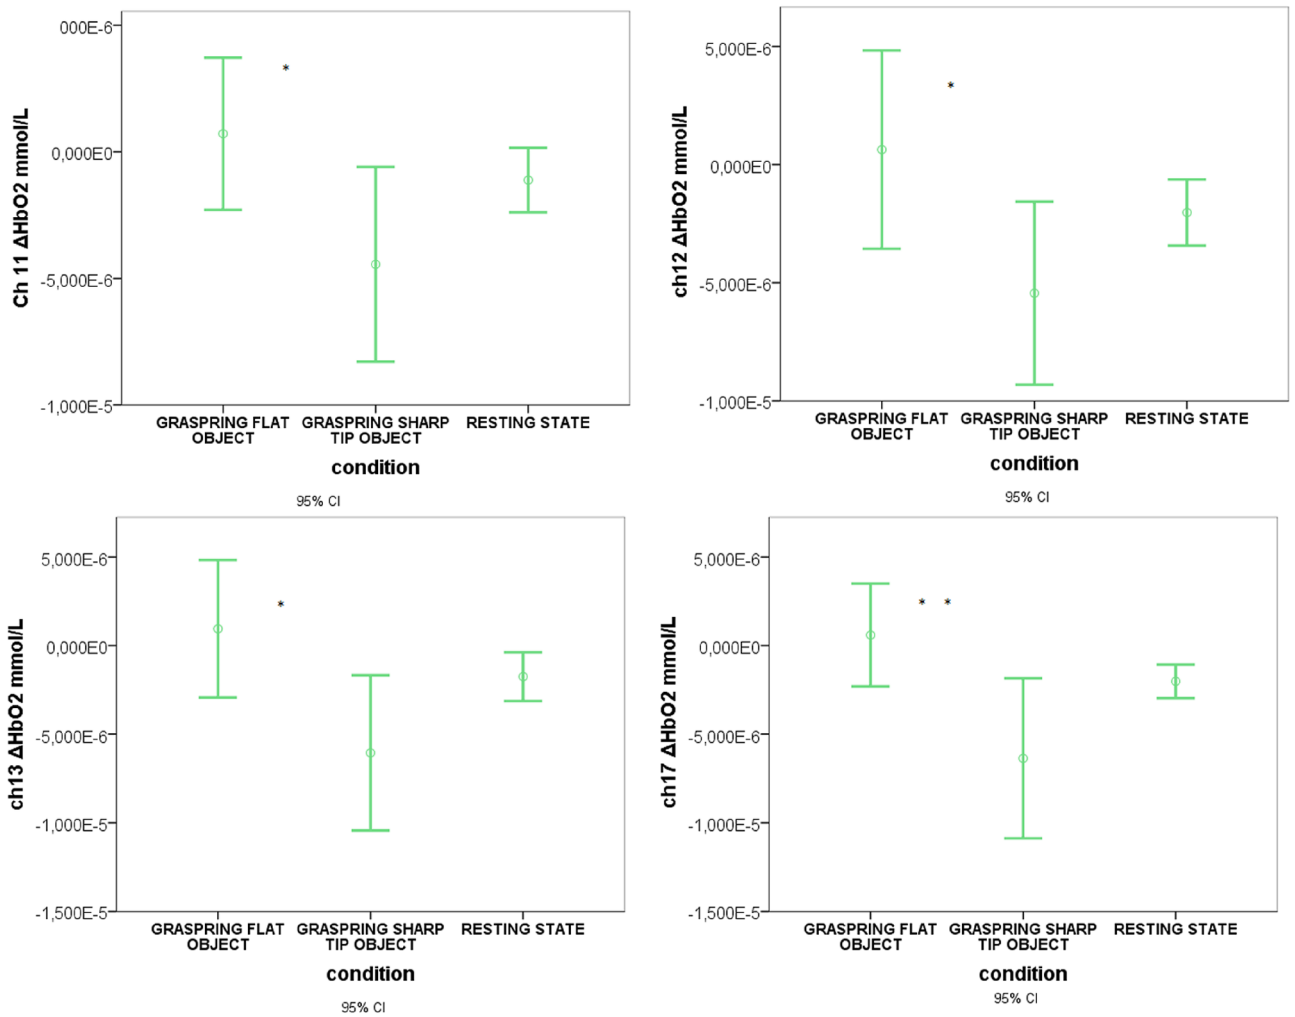 000E-6
0,000E0
-5,000E-6
-1,000E-5
Ch 11 ΔHbO2 mmol/L
*
GRASPRING FLAT
OBJECT
GRASPRING SHARP
TIP OBJECT
RESTING STATE
condition
95% CI
5,000E-6
0,000E0
-5,000E-6
-1,000E-5
ch12 ΔHbO2 mmol/L
*
GRASPRING FLAT
OBJECT
GRASPRING SHARP
TIP OBJECT
RESTING STATE
condition
95% CI
5,000E-6
0,000E0
-5,000E-6
-1,000E-5
-1,500E-5
ch13 ΔHbO2 mmol/L
*
GRASPRING FLAT
OBJECT
GRASPRING SHARP
TIP OBJECT
RESTING STATE
condition
95% CI
5,000E-6
0,000E0
-5,000E-6
-1,000E-5
-1,500E-5
ch17 ΔHbO2 mmol/L
* *
GRASPRING FLAT
OBJECT
GRASPRING SHARP
TIP OBJECT
RESTING STATE
condition
95% CI